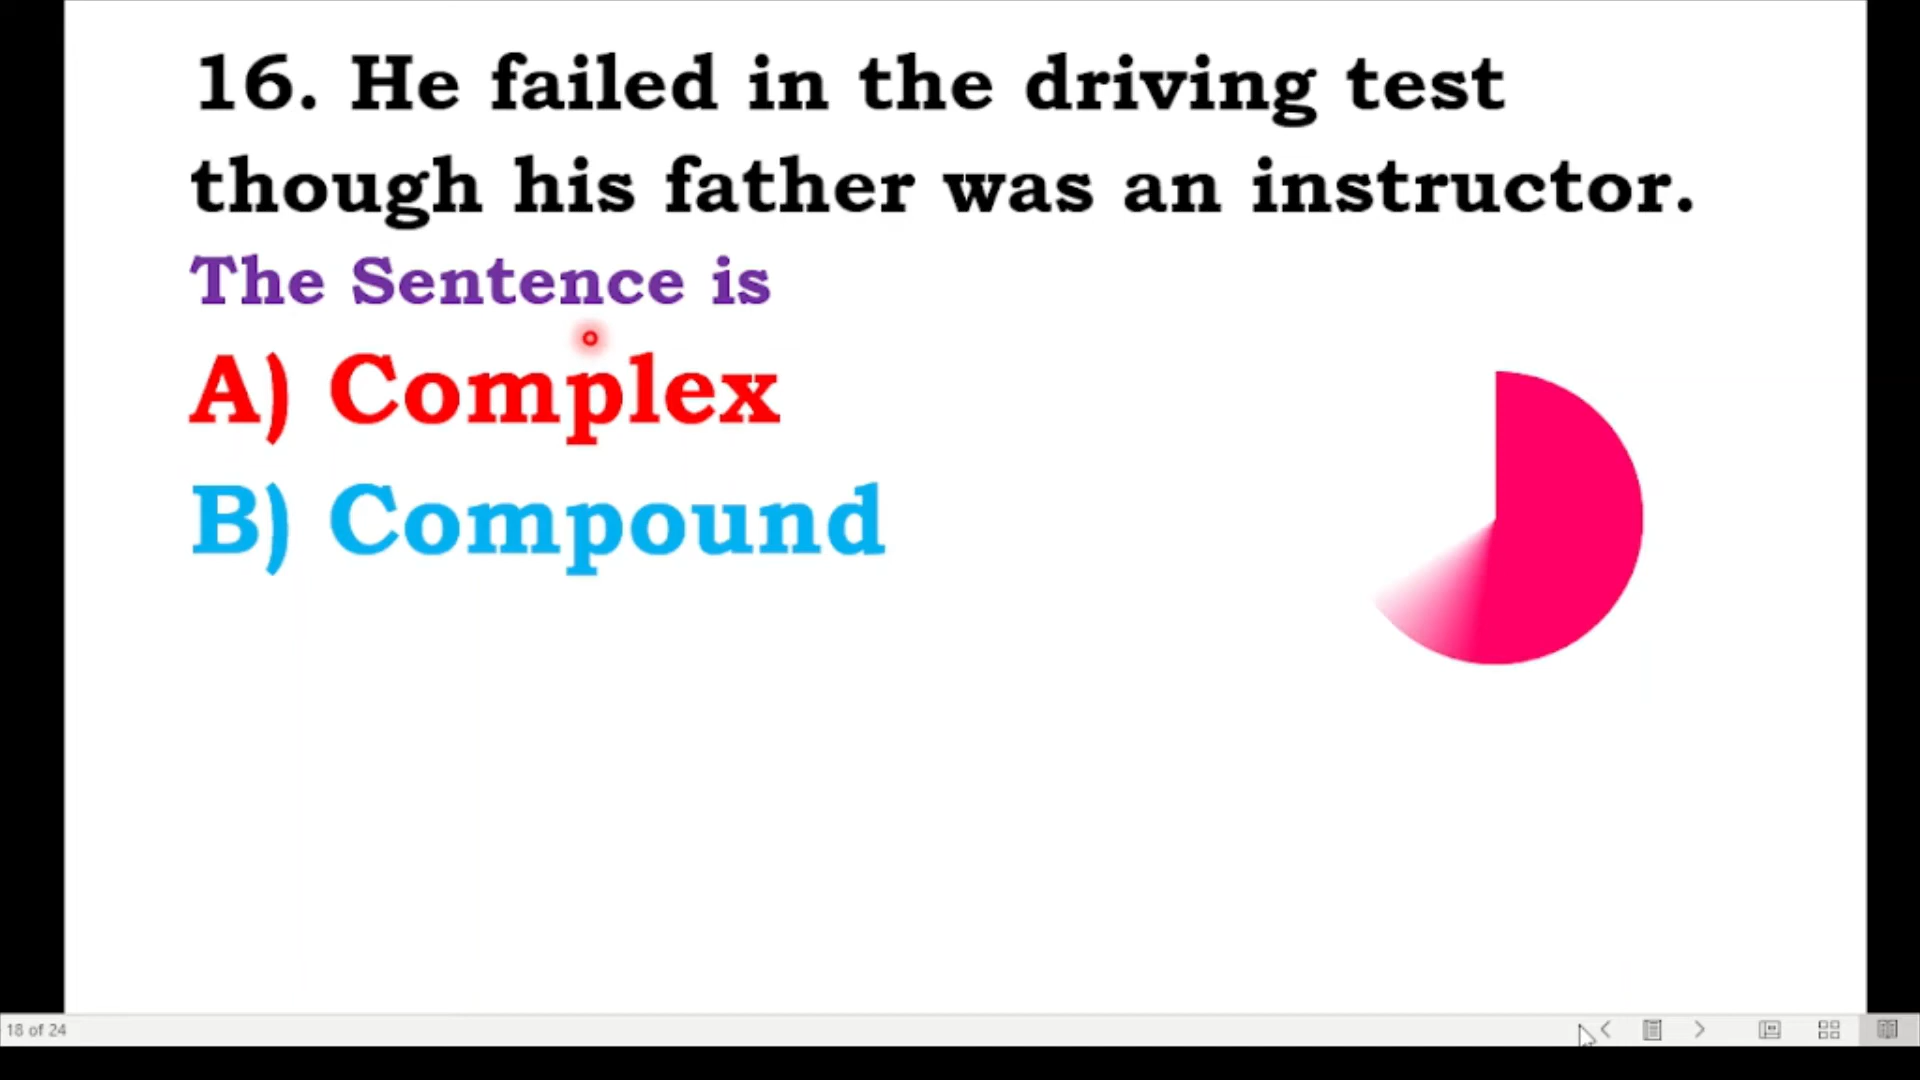 16. He failed in the driving test
though his father was an instructor.
The Sentence is
A) Complex
B) Compound
18 of 24